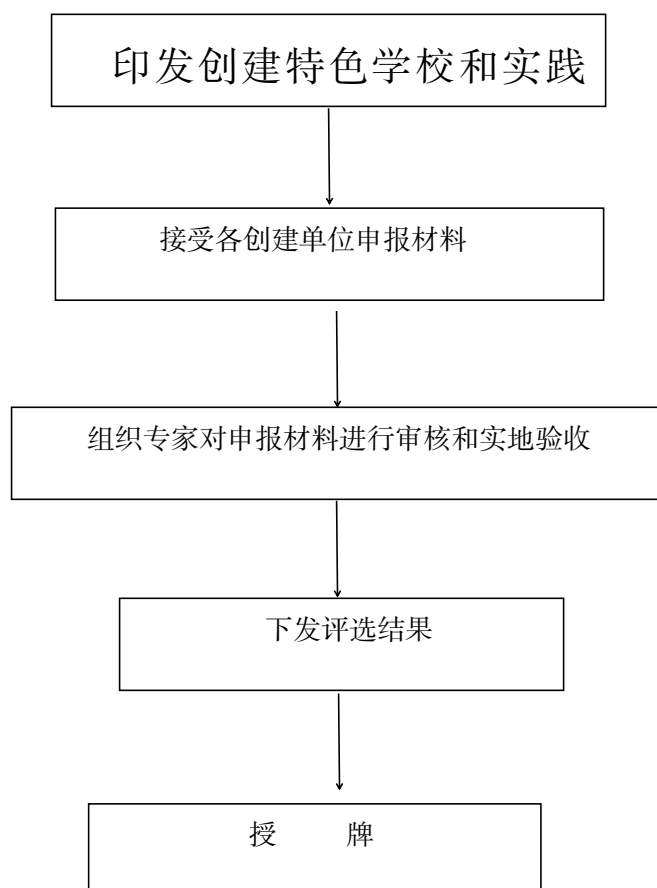 印发创建特色学校和实践
接受各创建单位申报材料
组织专家对申报材料进行审核和实地验收
下发评选结果
授 牌